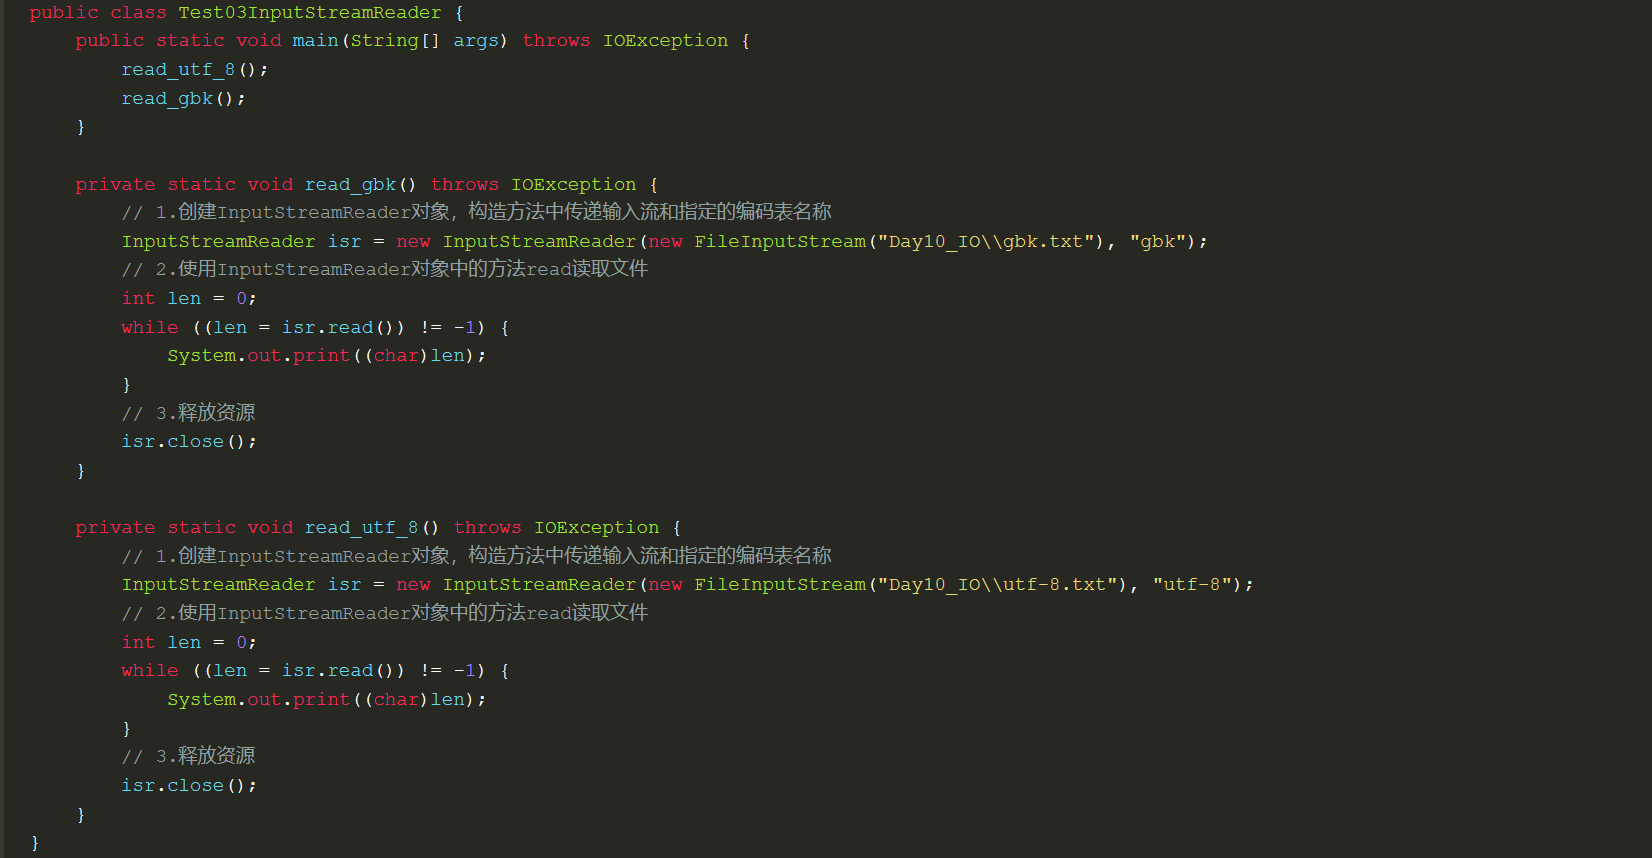 public class Test03InputStreamReader {
    public static void main(String[] args) throws IOException {
        read_utf_8();
        read_gbk();
    }

    private static void read_gbk() throws IOException {
        // 1.创建InputStreamReader对象，构造方法中传递输入流和指定的编码表名称
        InputStreamReader isr = new InputStreamReader(new FileInputStream("Day10_IO\\gbk.txt"), "gbk");
        // 2.使用InputStreamReader对象中的方法read读取文件
        int len = 0;
        while ((len = isr.read()) != -1) {
            System.out.print((char)len);
        }
        // 3.释放资源
        isr.close();
    }

    private static void read_utf_8() throws IOException {
        // 1.创建InputStreamReader对象，构造方法中传递输入流和指定的编码表名称
        InputStreamReader isr = new InputStreamReader(new FileInputStream("Day10_IO\\utf-8.txt"), "utf-8");
        // 2.使用InputStreamReader对象中的方法read读取文件
        int len = 0;
        while ((len = isr.read()) != -1) {
            System.out.print((char)len);
        }
        // 3.释放资源
        isr.close();
    }
}